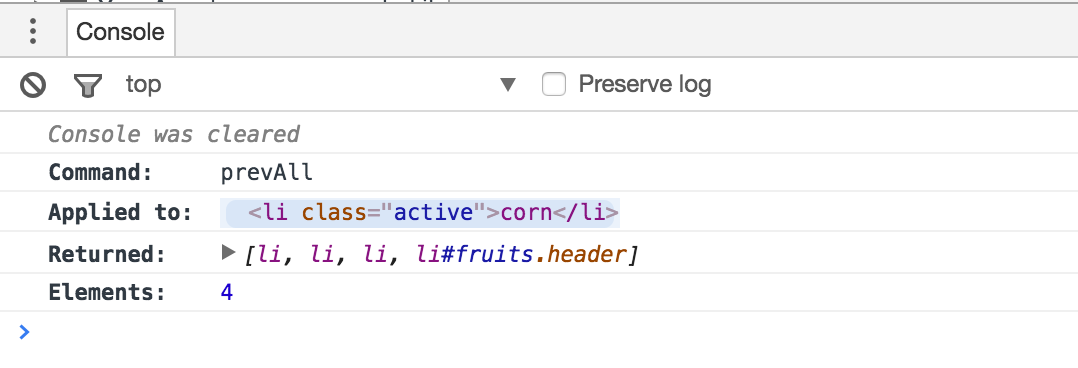 Console
top Preserve log
Console was cleared
Command: prevAll
Applied to: <li class="active">corn</li>
Returned: [li, li, li, li#fruits.header]
Elements: 4